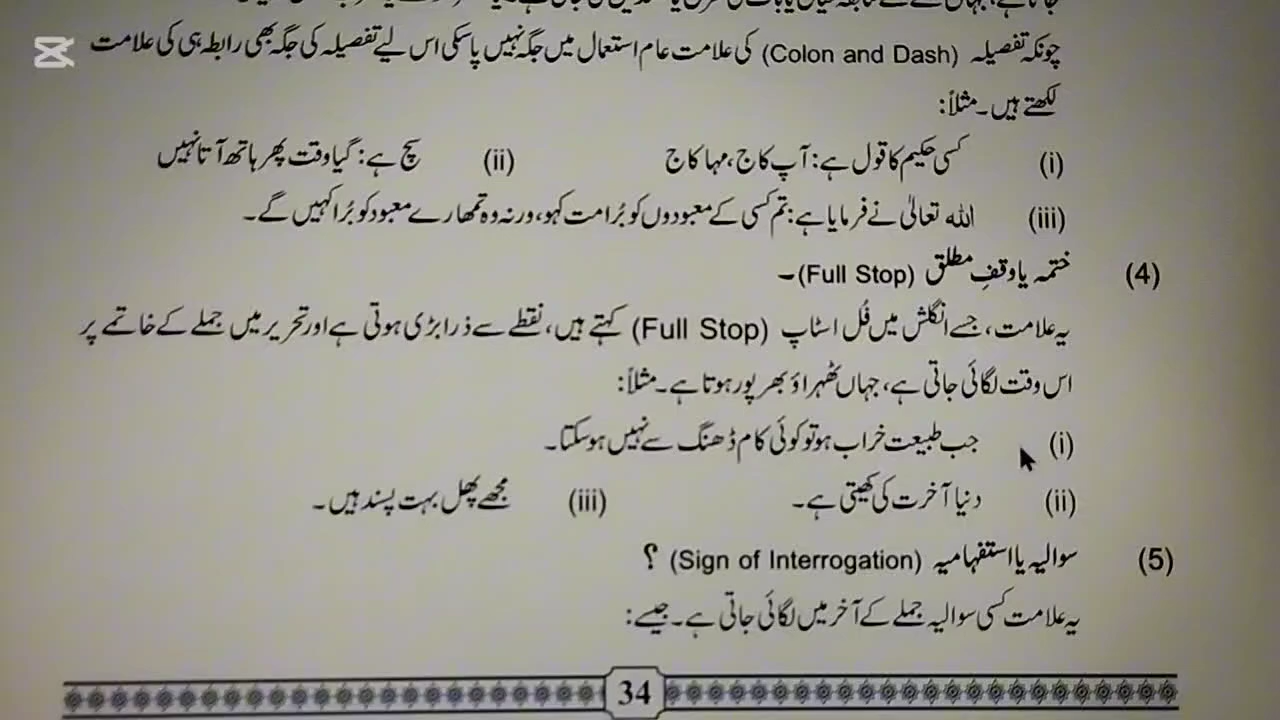 چونکہ تفصیلہ (Colon and Dash) کی علامت عام استعمال میں جگہ نہیں پا سکی اس لیے تفصیلہ کی جگہ بھی رابطہ ہی کی علامت
لکھتے ہیں۔ مثلاً:
(i) کسی حکیم کا قول ہے: آپ کاج، مہا کاج (ii) سچ ہے: گیا وقت پھر ہاتھ آتا نہیں
(iii) اللہ تعالیٰ نے فرمایا ہے: تم کسی کے معبودوں کو بُرا مت کہو، ورنہ وہ تمھارے معبود کو بُرا کہیں گے۔
(4) ختمہ یا وقفِ مطلق (Full Stop) ۔
یہ علامت، جسے انگلش میں فُل اسٹاپ (Full Stop) کہتے ہیں، نقطے سے ذرا بڑی ہوتی ہے اور تحریر میں جملے کے خاتمے پر
اس وقت لگائی جاتی ہے، جہاں ٹھہراؤ بھرپور ہوتا ہے۔ مثلاً:
(i) جب طبیعت خراب ہو تو کوئی کام ڈھنگ سے نہیں ہو سکتا۔
(ii) دنیا آخرت کی کھیتی ہے۔ (iii) مجھے پھل بہت پسند ہیں۔
(5) سوالیہ یا استفہامیہ (Sign of Interrogation) ؟
یہ علامت کسی سوالیہ جملے کے آخر میں لگائی جاتی ہے۔ جیسے:
34